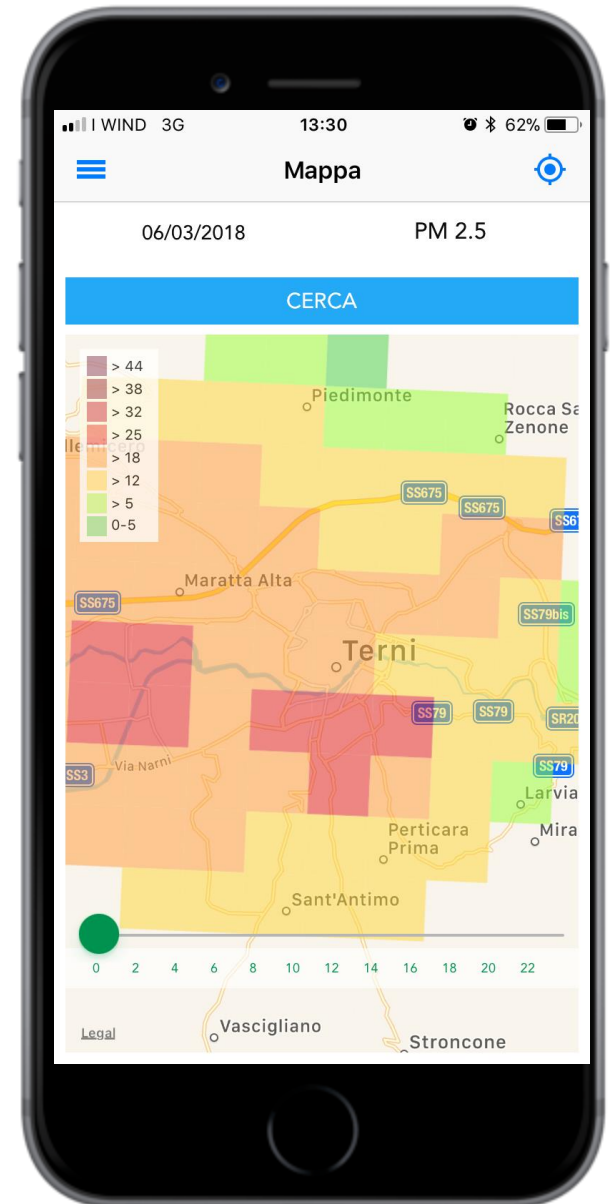 I WIND 3G 13:30 62%
Mappa
06/03/2018 PM 2.5
CERCA
> 44
> 38
> 32
> 25
> 18
> 12
> 5
0-5
Piedimonte
Rocca Sa
Zenone
SS675
SS675
SS67
Maratta Alta
SS675
SS79bis
Terni
SS79
SS79
SR20
Via Narni
SS3
SS79
Larvia
Perticara
Prima
Mira
Sant'Antimo
0 2 4 6 8 10 12 14 16 18 20 22
Vascigliano
Legal
Stroncone